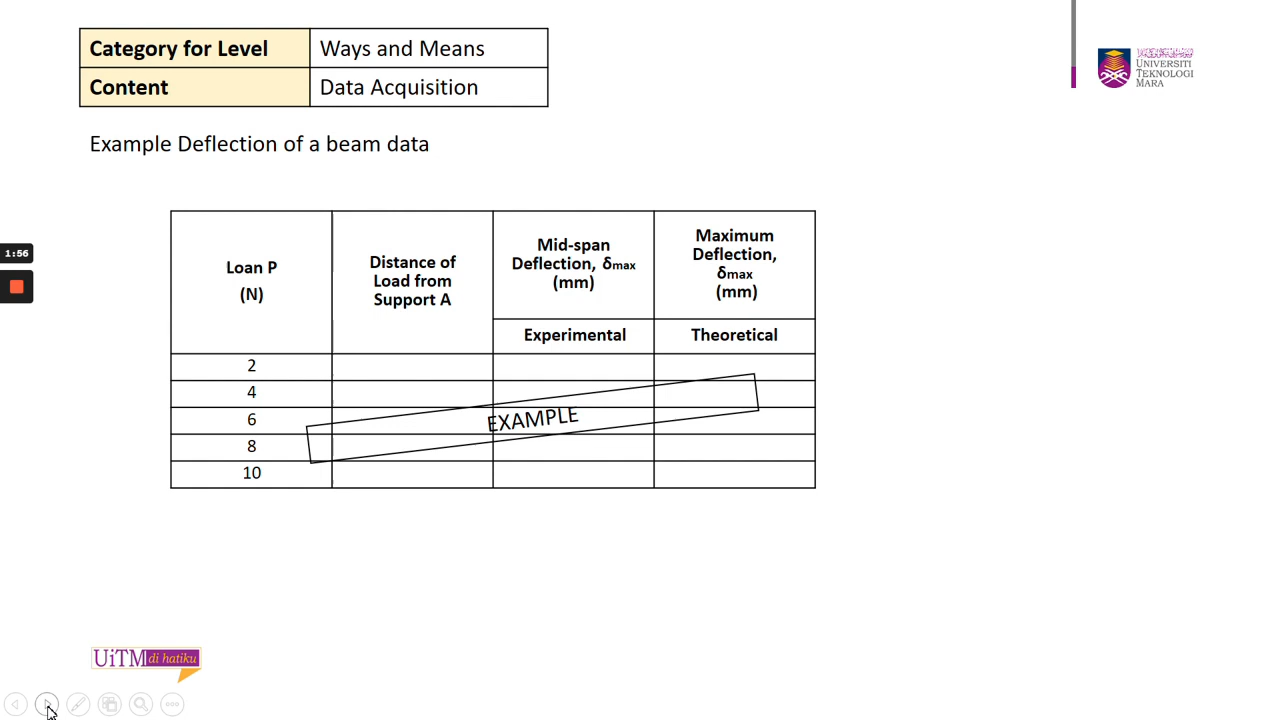 Category for Level Ways and Means
Content Data Acquisition
UNIVERSITI
TEKNOLOGI
MARA
Example Deflection of a beam data
1:56
Loan P
(N)
Distance of
Load from
Support A
Mid-span
Deflection, δmax
(mm)
Maximum
Deflection,
δmax
(mm)
Experimental Theoretical
2
4
6
8
10
EXAMPLE
UiTM di hatiku